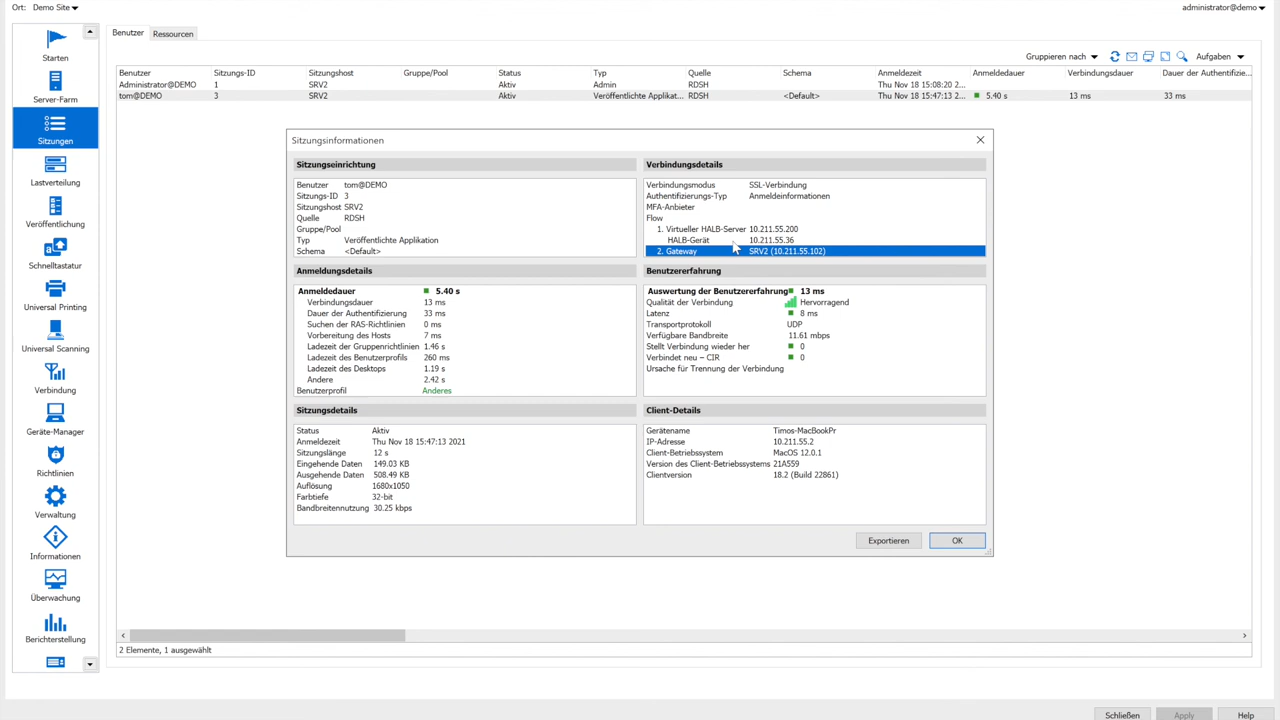 Ort: Demo Site
administrator@demo
Starten
Server-Farm
Sitzungen
Lastverteilung
Veröffentlichung
Schnelltastatur
Universal Printing
Universal Scanning
Verbindung
Geräte-Manager
Richtlinien
Verwaltung
Informationen
Überwachung
Berichterstellung
Benutzer Ressourcen
Gruppieren nach Aufgaben
Benutzer Sitzungs-ID Sitzungshost Gruppe/Pool Status Typ Quelle Schema Anmeldezeit Anmeldedauer Verbindungsdauer Dauer der Authentifizie...
Administrator@DEMO 1 SRV2 Aktiv Admin RDSH Thu Nov 18 15:08:20 2...
tom@DEMO 3 SRV2 Aktiv Veröffentlichte Applikat... RDSH <Default> Thu Nov 18 15:47:13 2... 5.40 s 13 ms 33 ms
Sitzungsinformationen
Sitzungseinrichtung
Benutzer tom@DEMO
Sitzungs-ID 3
Sitzungshost SRV2
Quelle RDSH
Gruppe/Pool
Typ Veröffentlichte Applikation
Schema <Default>
Verbindungsdetails
Verbindungsmodus SSL-Verbindung
Authentifizierungs-Typ Anmeldeinformationen
MFA-Anbieter
Flow
1. Virtueller HALB-Server 10.211.55.200
HALB-Gerät 10.211.55.36
2. Gateway SRV2 (10.211.55.102)
Anmeldungsdetails
Anmeldedauer 5.40 s
Verbindungsdauer 13 ms
Dauer der Authentifizierung 33 ms
Suchen der RAS-Richtlinien 0 ms
Vorbereitung des Hosts 7 ms
Ladezeit der Gruppenrichtlinien 1.46 s
Ladezeit des Benutzerprofils 260 ms
Ladezeit des Desktops 1.19 s
Andere 2.42 s
Benutzerprofil Anderes
Benutzererfahrung
Auswertung der Benutzererfahrung 13 ms
Qualität der Verbindung Hervorragend
Latenz 8 ms
Transportprotokoll UDP
Verfügbare Bandbreite 11.61 mbps
Stellt Verbindung wieder her 0
Verbindet neu – CIR 0
Ursache für Trennung der Verbindung
Sitzungsdetails
Status Aktiv
Anmeldezeit Thu Nov 18 15:47:13 2021
Sitzungslänge 12 s
Eingehende Daten 149.03 KB
Ausgehende Daten 508.49 KB
Auflösung 1680x1050
Farbtiefe 32-bit
Bandbreitennutzung 30.25 kbps
Client-Details
Gerätename Timos-MacBookPr
IP-Adresse 10.211.55.2
Client-Betriebssystem MacOS 12.0.1
Version des Client-Betriebssystems 21A559
Clientversion 18.2 (Build 22861)
Exportieren OK
2 Elemente, 1 ausgewählt
Schließen Apply Help